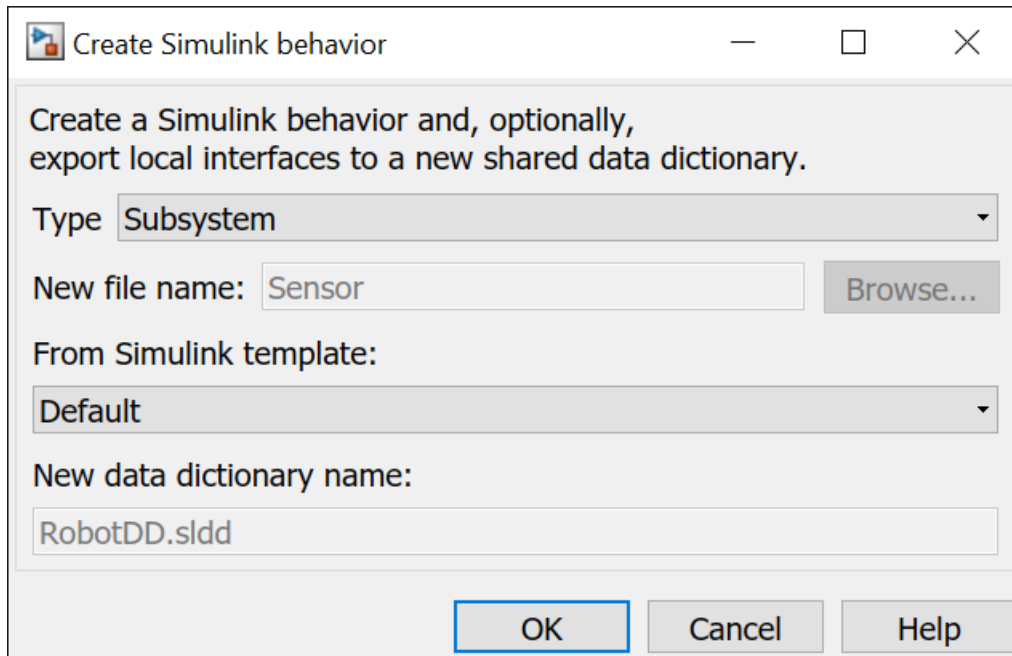 Create Simulink behavior
Create a Simulink behavior and, optionally,
export local interfaces to a new shared data dictionary.
Type Subsystem
New file name: Sensor Browse...
From Simulink template:
Default
New data dictionary name:
RobotDD.sldd
OK Cancel Help